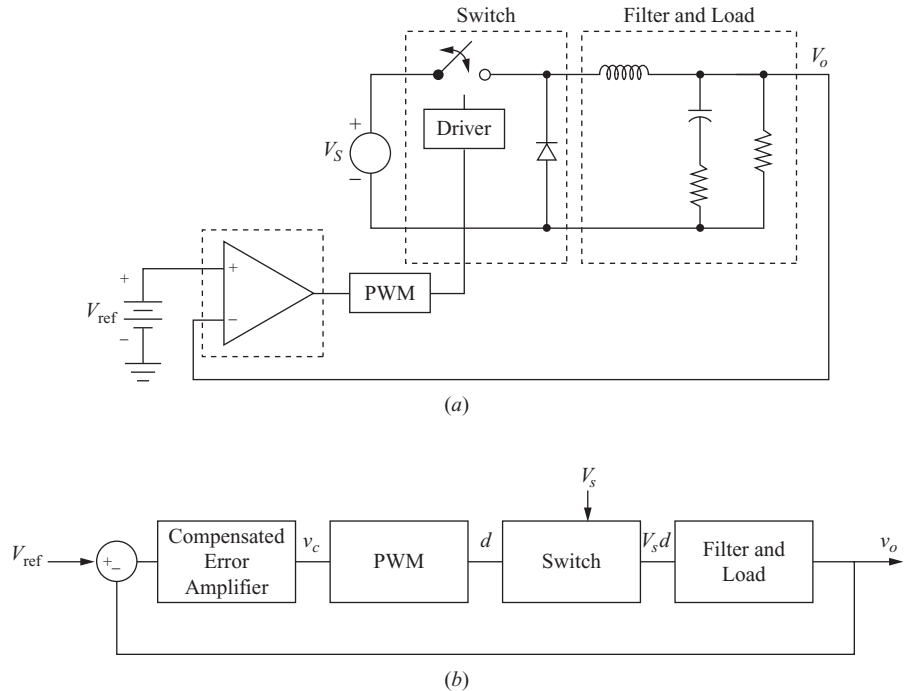 Switch
Filter and Load
V_o
+
V_S
−
Driver
+
−
PWM
+
V_ref
−
(a)
V_s
V_ref
+
−
Compensated
Error
Amplifier
v_c
PWM
d
Switch
V_s d
Filter and
Load
v_o
(b)